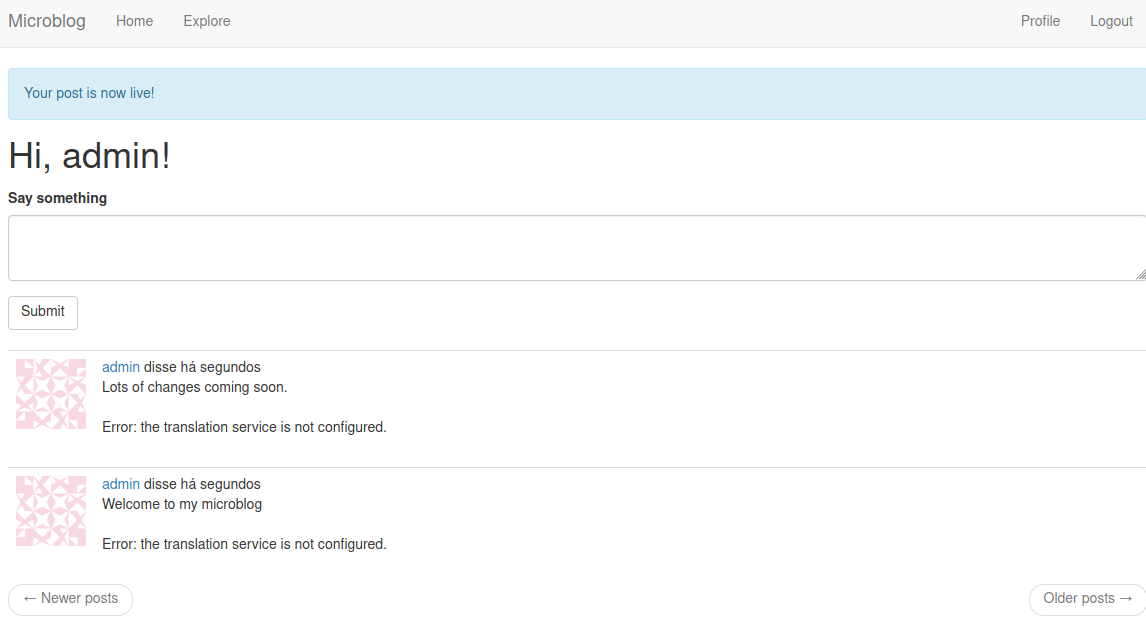 Microblog Home Explore Profile Logout
Your post is now live!
Hi, admin!
Say something
Submit
admin disse há segundos
Lots of changes coming soon.
Error: the translation service is not configured.
admin disse há segundos
Welcome to my microblog
Error: the translation service is not configured.
← Newer posts Older posts →